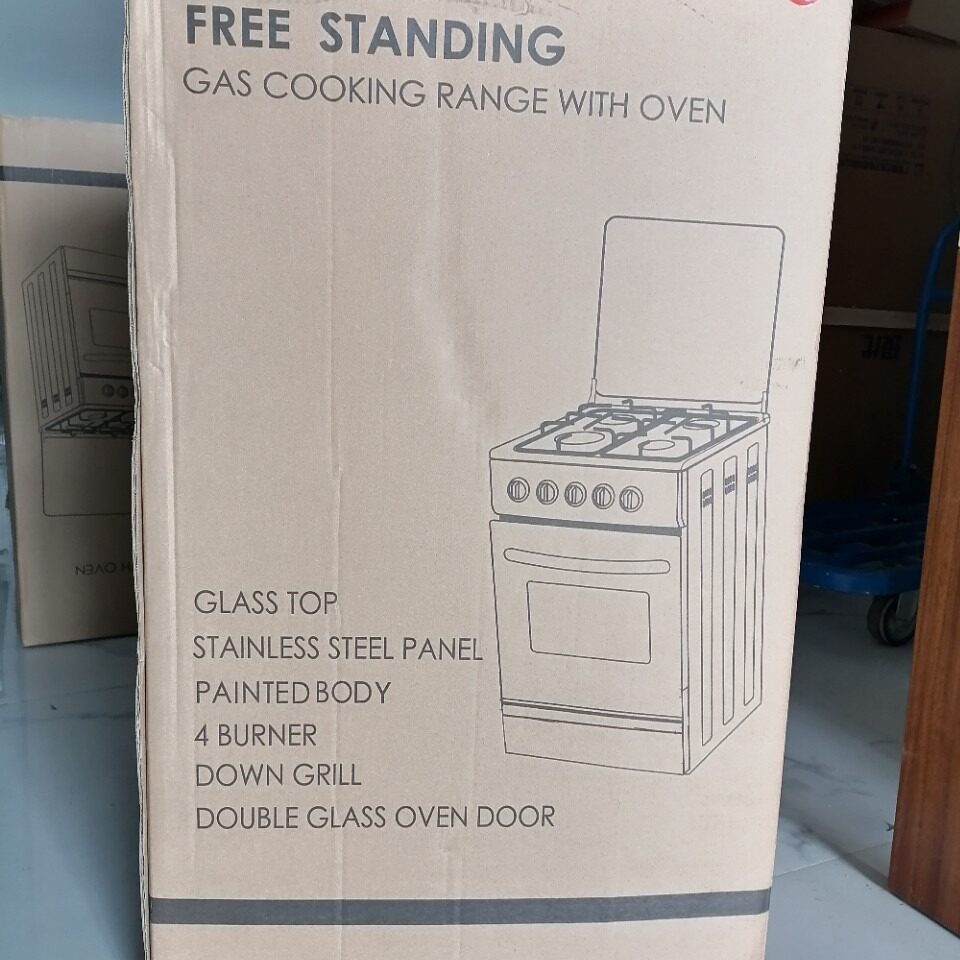 FREE STANDING
GAS COOKING RANGE WITH OVEN
GLASS TOP
STAINLESS STEEL PANEL
PAINTED BODY
4 BURNER
DOWN GRILL
DOUBLE GLASS OVEN DOOR
H OVEN